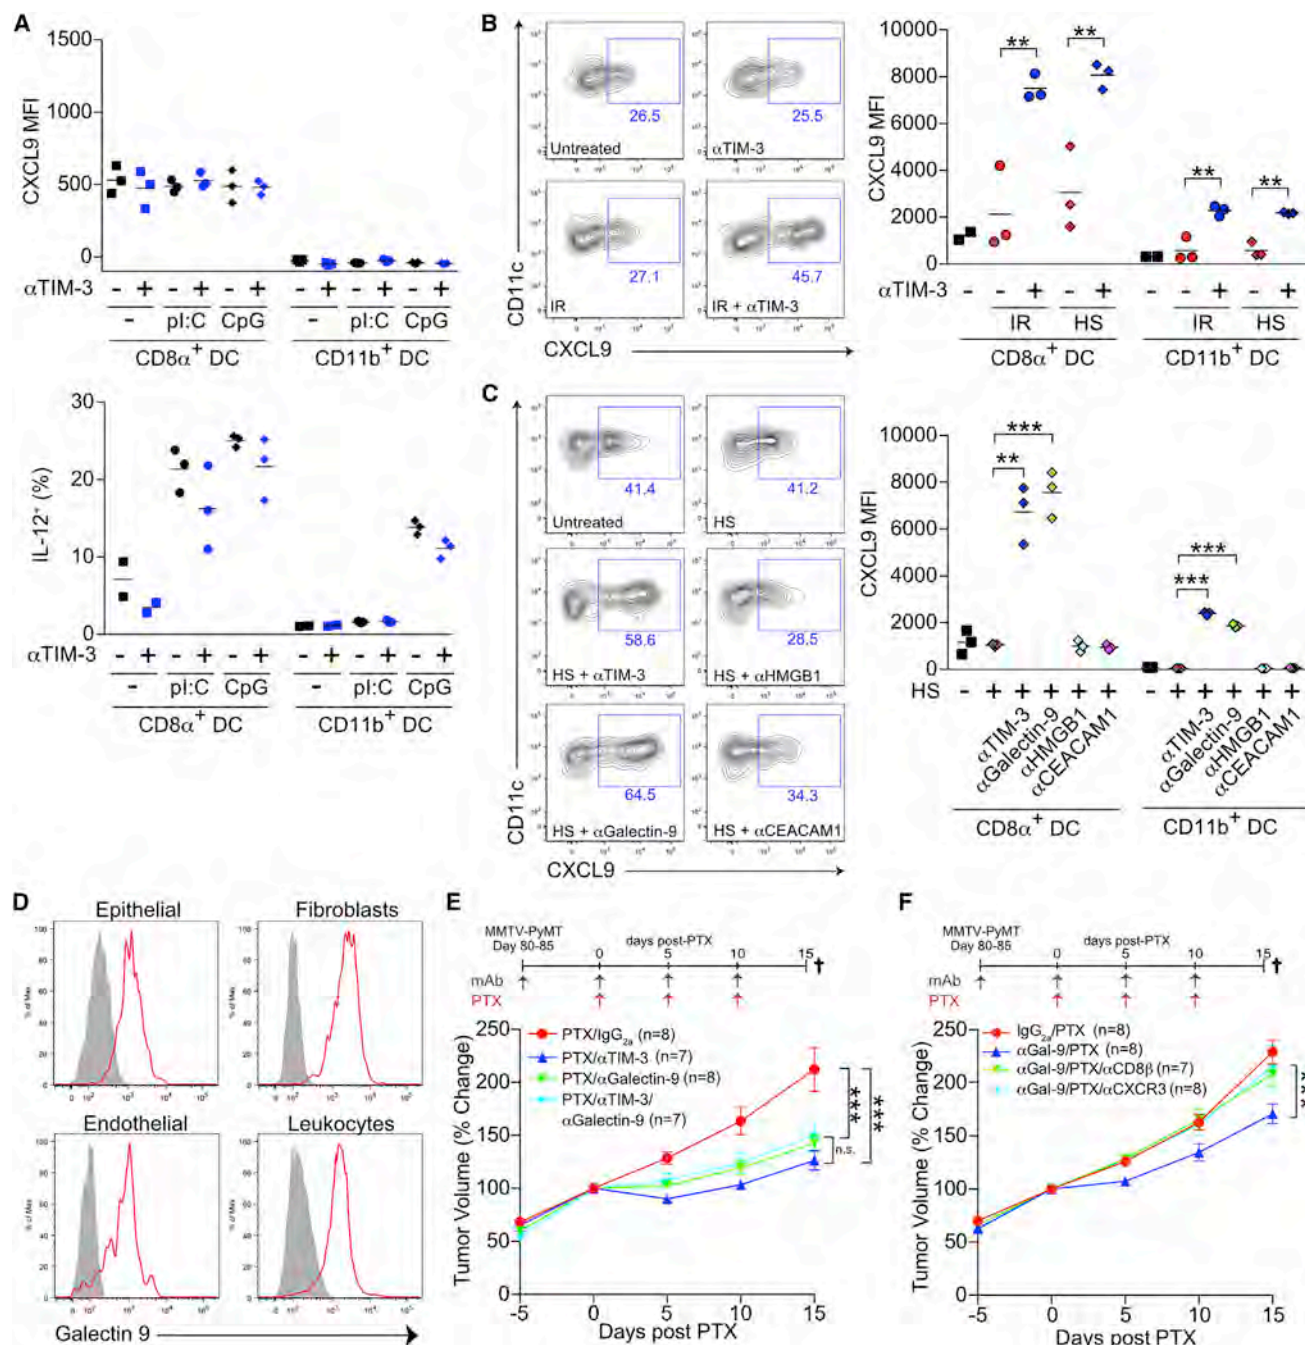 A
1500
1000
500
0
CXCL9 MFI
αTIM-3 - + - + - + - + - + - +
- pI:C CpG - pI:C CpG
CD8α+ DC CD11b+ DC
30
20
10
0
IL-12+ (%)
αTIM-3 - + - + - + - + - + - +
- pI:C CpG - pI:C CpG
CD8α+ DC CD11b+ DC
B
26.5 25.5
Untreated αTIM-3
27.1 45.7
IR IR + αTIM-3
CD11c
CXCL9
10000
8000
6000
4000
2000
0
CXCL9 MFI
** ** ** **
αTIM-3 - - + - + - - + - +
IR HS IR HS
CD8α+ DC CD11b+ DC
C
41.4 41.2
Untreated HS
58.6 28.5
HS + αTIM-3 HS + αHMGB1
64.5 34.3
HS + αGalectin-9 HS + αCEACAM1
CD11c
CXCL9
10000
8000
6000
4000
2000
0
CXCL9 MFI
*** ** *** ***
HS - + + + + + - + + + + +
αTIM-3 αTIM-3
αGalectin-9 αGalectin-9
αHMGB1 αHMGB1
αCEACAM1 αCEACAM1
CD8α+ DC CD11b+ DC
D
Epithelial Fibroblasts
Endothelial Leukocytes
% of Max
Galectin 9
E
MMTV-PyMT
Day 80-85
0 5 10 15 †
days post-PTX
mAb
PTX
PTX/IgG2a (n=8)
PTX/αTIM-3 (n=7)
PTX/αGalectin-9 (n=8)
PTX/αTIM-3/
αGalectin-9 (n=7)
*** *** n.s.
250
200
150
100
50
0
Tumor Volume (% Change)
-5 0 5 10 15
Days post PTX
F
MMTV-PyMT
Day 80-85
0 5 10 15 †
days post-PTX
mAb
PTX
IgG2a/PTX (n=8)
αGal-9/PTX (n=8)
αGal-9/PTX/αCD8β (n=7)
αGal-9/PTX/αCXCR3 (n=8)
250
200
150
100
50
0
Tumor Volume (% Change)
-5 0 5 10 15
Days post PTX